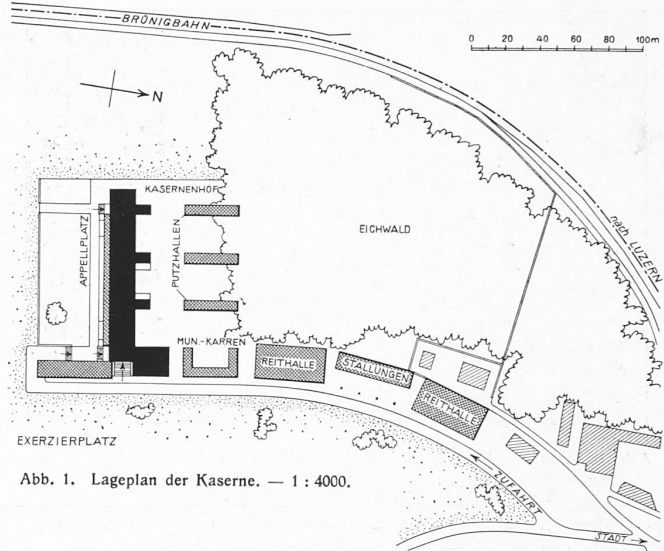 BRÜNIGBAHN
0 20 40 60 80 100m
N
nach LUZERN
KASERNENHOF
EICHWALD
APPELLPLATZ
PUTZHALLEN
MUN.-KARREN
REITHALLE
STALLUNGEN
REITHALLE
EXERZIERPLATZ
ZUFAHRT
STADT
Abb. 1. Lageplan der Kaserne. — 1 : 4000.